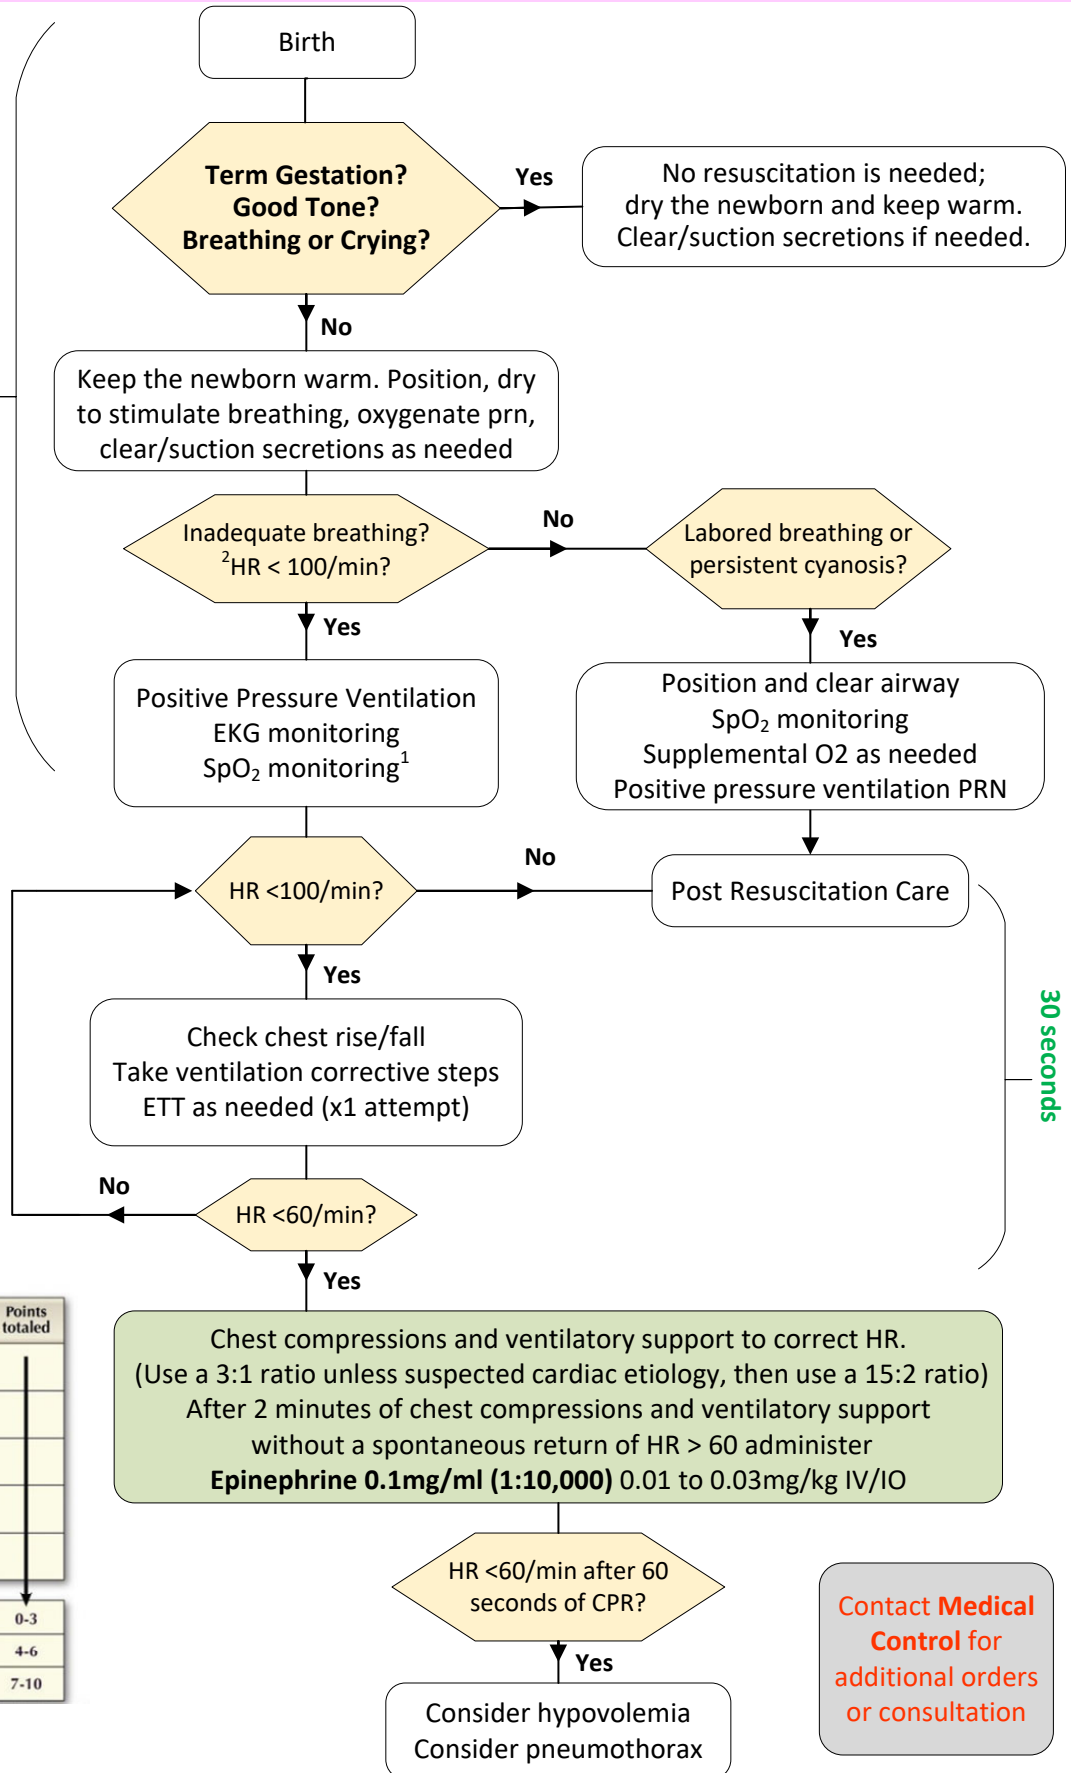 Birth
Term Gestation?
Good Tone?
Breathing or Crying?
Yes
No resuscitation is needed;
dry the newborn and keep warm.
Clear/suction secretions if needed.
No
Keep the newborn warm. Position, dry
to stimulate breathing, oxygenate prn,
clear/suction secretions as needed
Inadequate breathing?
²HR < 100/min?
No
Labored breathing or
persistent cyanosis?
Yes
Yes
Positive Pressure Ventilation
EKG monitoring
SpO₂ monitoring¹
Position and clear airway
SpO₂ monitoring
Supplemental O2 as needed
Positive pressure ventilation PRN
HR <100/min?
No
Post Resuscitation Care
Yes
30 seconds
Check chest rise/fall
Take ventilation corrective steps
ETT as needed (x1 attempt)
No
HR <60/min?
Yes
Points
totaled
0-3
4-6
7-10
Chest compressions and ventilatory support to correct HR.
(Use a 3:1 ratio unless suspected cardiac etiology, then use a 15:2 ratio)
After 2 minutes of chest compressions and ventilatory support
without a spontaneous return of HR > 60 administer
Epinephrine 0.1mg/ml (1:10,000) 0.01 to 0.03mg/kg IV/IO
HR <60/min after 60
seconds of CPR?
Yes
Consider hypovolemia
Consider pneumothorax
Contact Medical
Control for
additional orders
or consultation